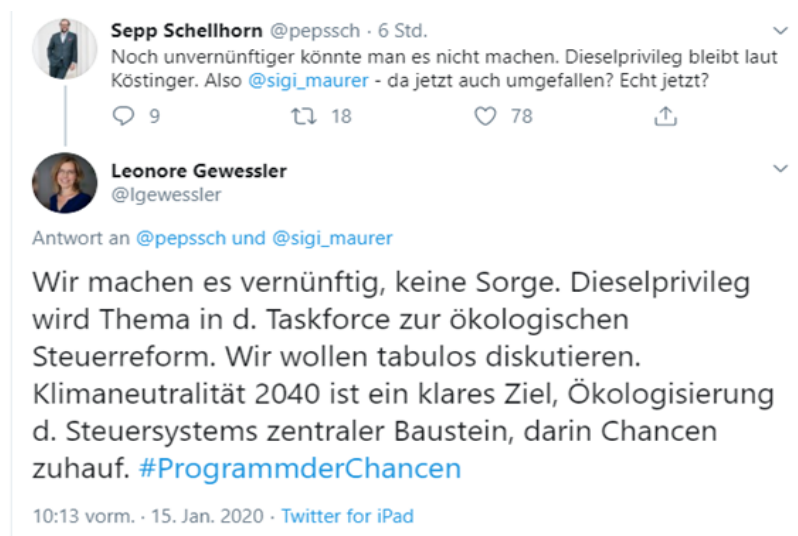 Sepp Schellhorn @pepssch · 6 Std.
Noch unvernünftiger könnte man es nicht machen. Dieselprivileg bleibt laut
Köstinger. Also @sigi_maurer - da jetzt auch umgefallen? Echt jetzt?
9 18 78
Leonore Gewessler
@lgewessler
Antwort an @pepssch und @sigi_maurer
Wir machen es vernünftig, keine Sorge. Dieselprivileg
wird Thema in d. Taskforce zur ökologischen
Steuerreform. Wir wollen tabulos diskutieren.
Klimaneutralität 2040 ist ein klares Ziel, Ökologisierung
d. Steuersystems zentraler Baustein, darin Chancen
zuhauf. #ProgrammderChancen
10:13 vorm. · 15. Jan. 2020 · Twitter for iPad